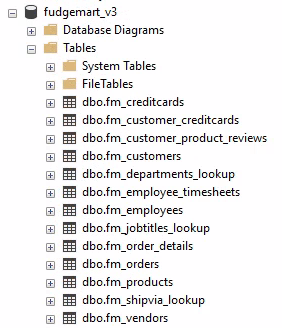 fudgemart_v3
Database Diagrams
Tables
System Tables
FileTables
dbo.fm_creditcards
dbo.fm_customer_creditcards
dbo.fm_customer_product_reviews
dbo.fm_customers
dbo.fm_departments_lookup
dbo.fm_employee_timesheets
dbo.fm_employees
dbo.fm_jobtitles_lookup
dbo.fm_order_details
dbo.fm_orders
dbo.fm_products
dbo.fm_shipvia_lookup
dbo.fm_vendors